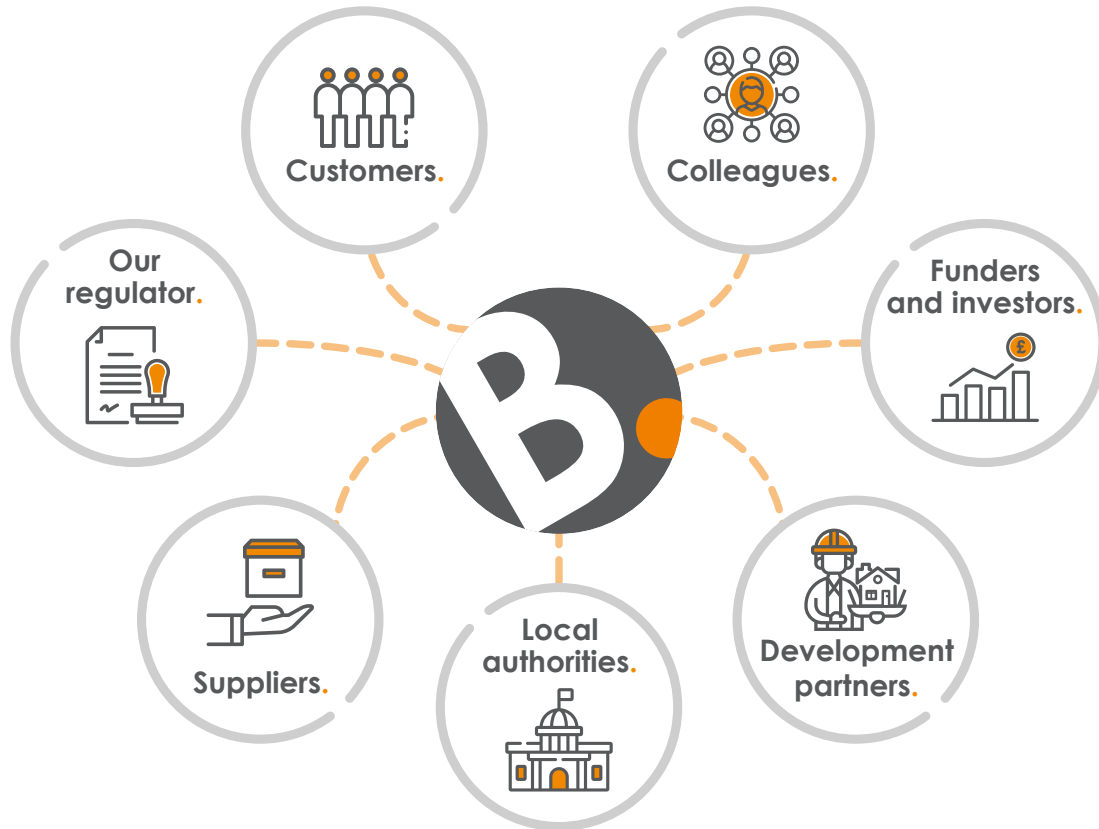 Customers.
Colleagues.
Our
regulator.
Funders
and investors.
£
B.
Suppliers.
Local
authorities.
Development
partners.